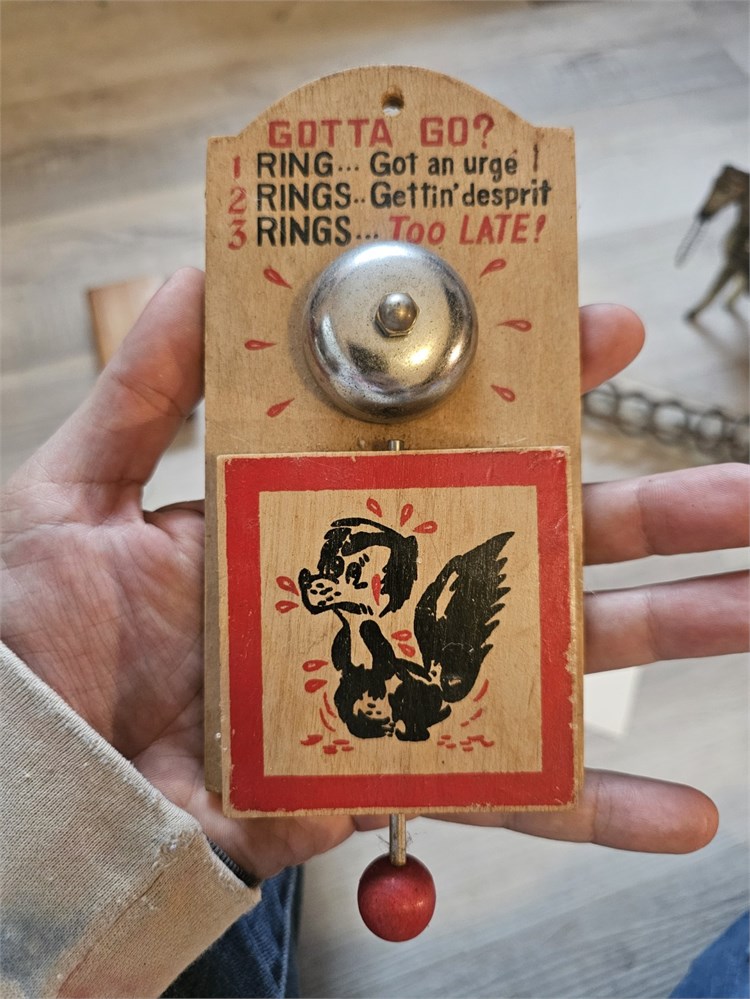 GOTTA GO?
1 RING... Got an urge !
2 RINGS.. Gettin' desprit
3 RINGS... Too LATE!